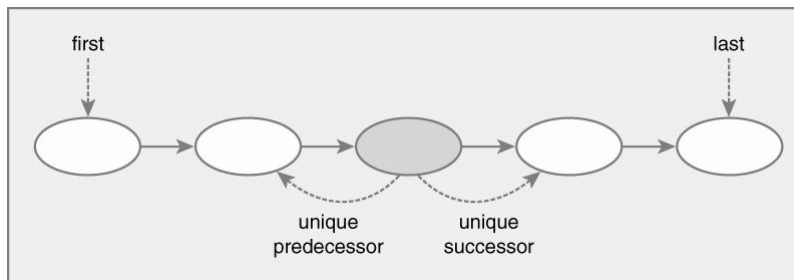 first
last
unique
predecessor
unique
successor